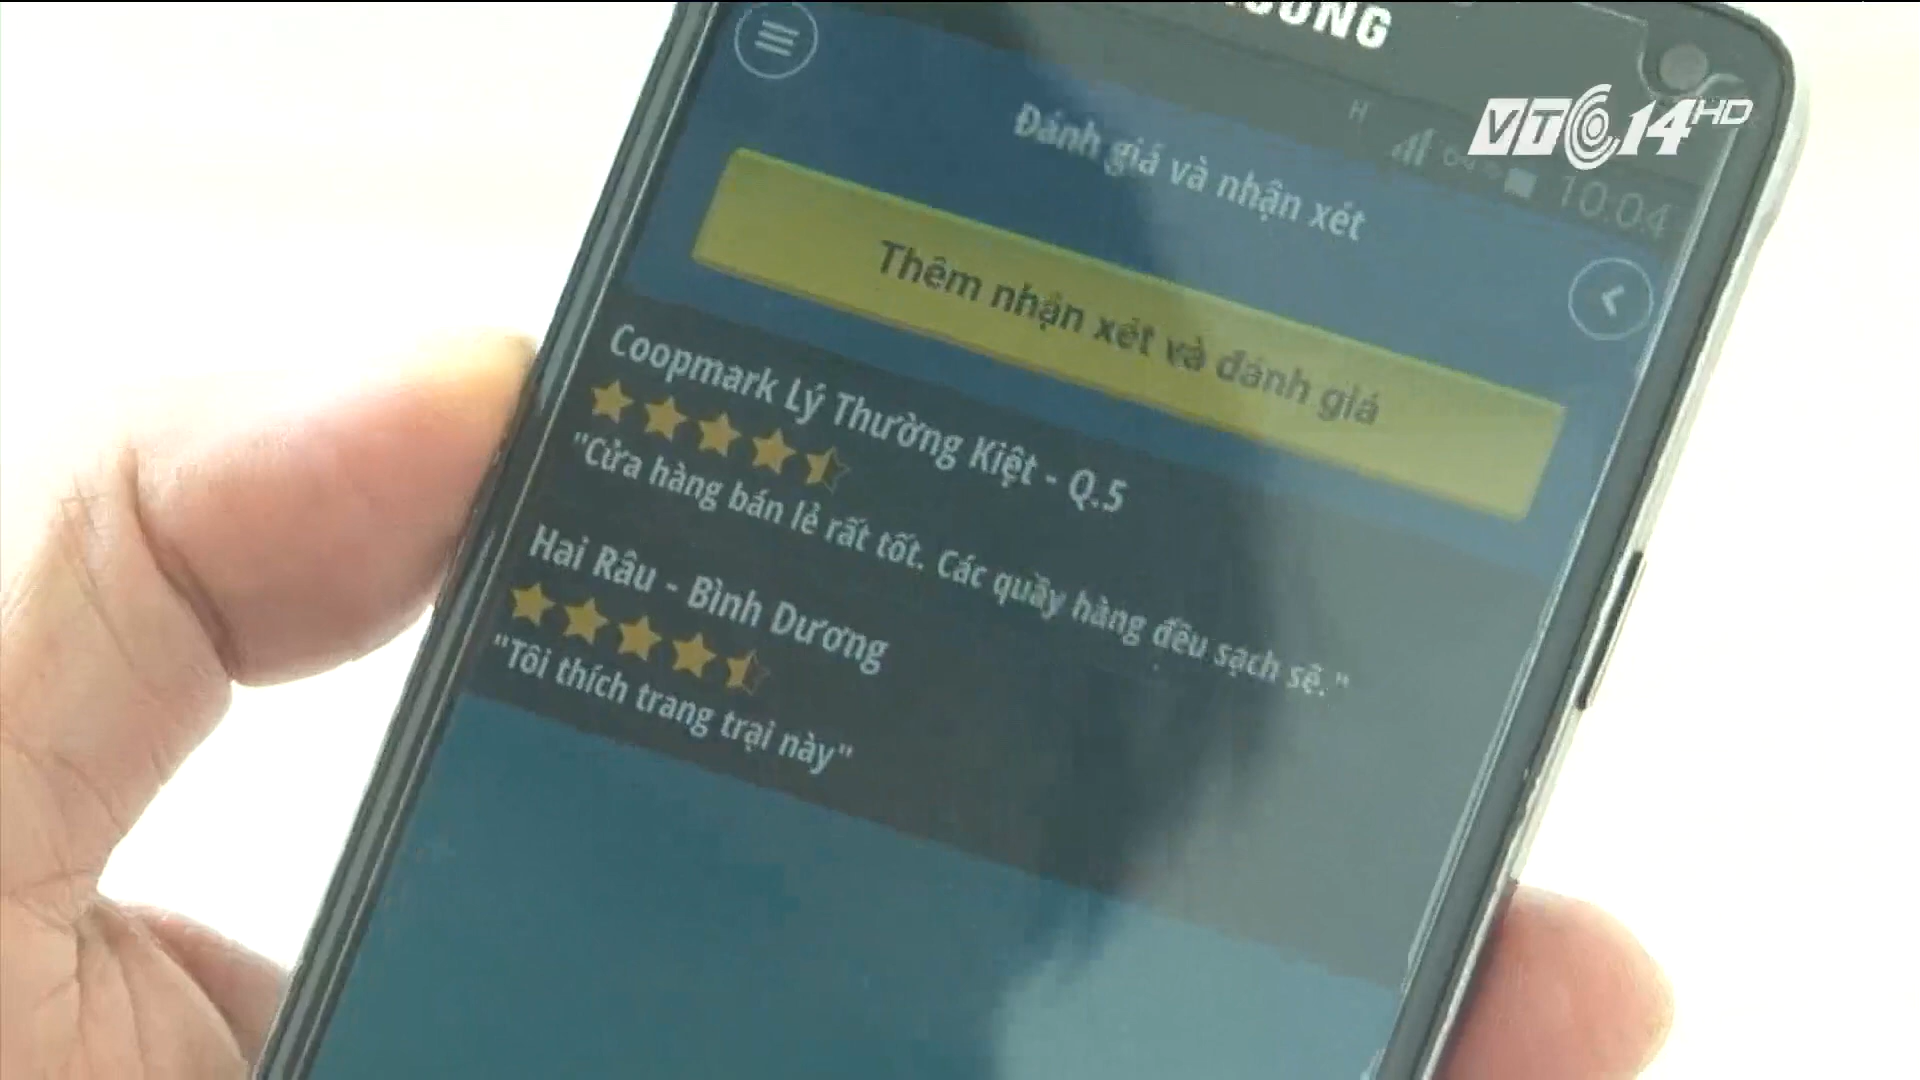 VTC14HD
H
10:04
Đánh giá và nhận xét
Thêm nhận xét và đánh giá
Coopmark Lý Thường Kiệt - Q.5
"Cửa hàng bán lẻ rất tốt. Các quầy hàng đều sạch sẽ."
Hai Râu - Bình Dương
"Tôi thích trang trại này"